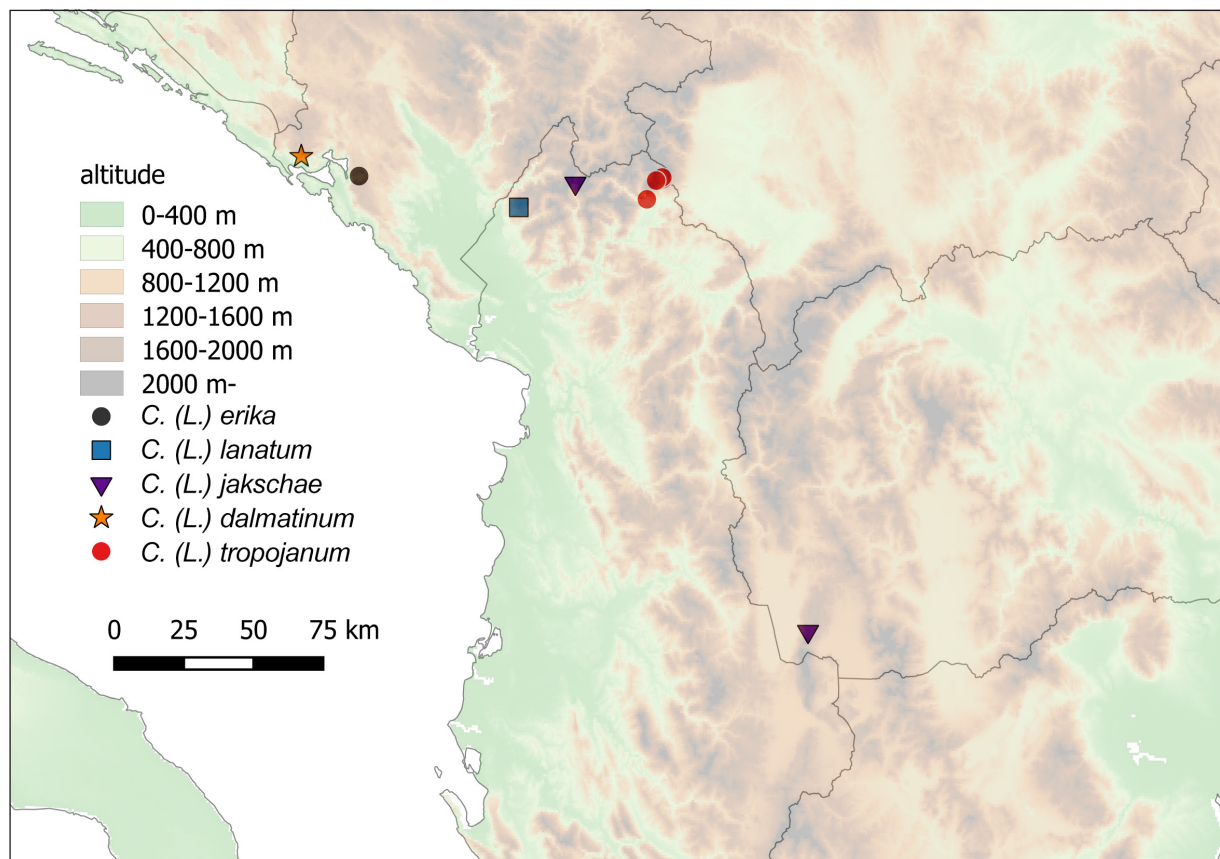 altitude
0-400 m
400-800 m
800-1200 m
1200-1600 m
1600-2000 m
2000 m-
C. (L.) erika
C. (L.) lanatum
C. (L.) jakschae
C. (L.) dalmatinum
C. (L.) tropojanum
0 25 50 75 km